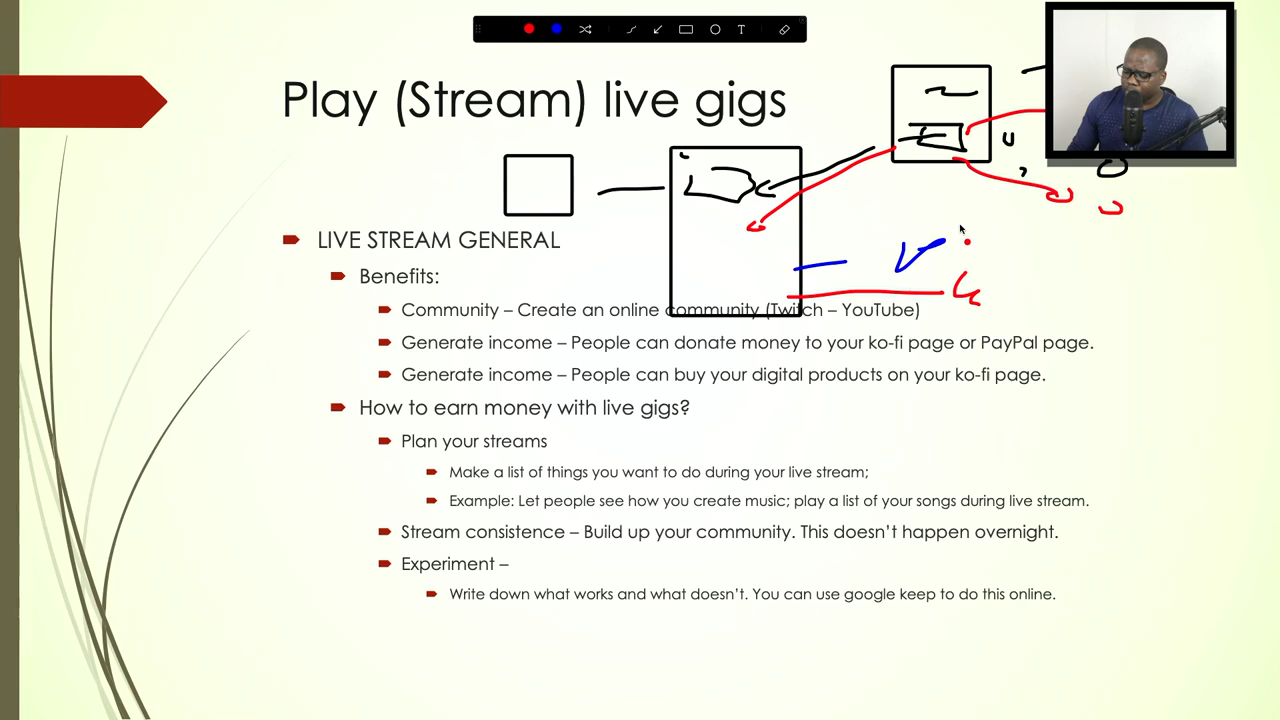 T
Play (Stream) live gigs
LIVE STREAM GENERAL
Benefits:
Community – Create an online community (Twitch – YouTube)
Generate income – People can donate money to your ko-fi page or PayPal page.
Generate income – People can buy your digital products on your ko-fi page.
How to earn money with live gigs?
Plan your streams
Make a list of things you want to do during your live stream;
Example: Let people see how you create music; play a list of your songs during live stream.
Stream consistence – Build up your community. This doesn't happen overnight.
Experiment –
Write down what works and what doesn't. You can use google keep to do this online.